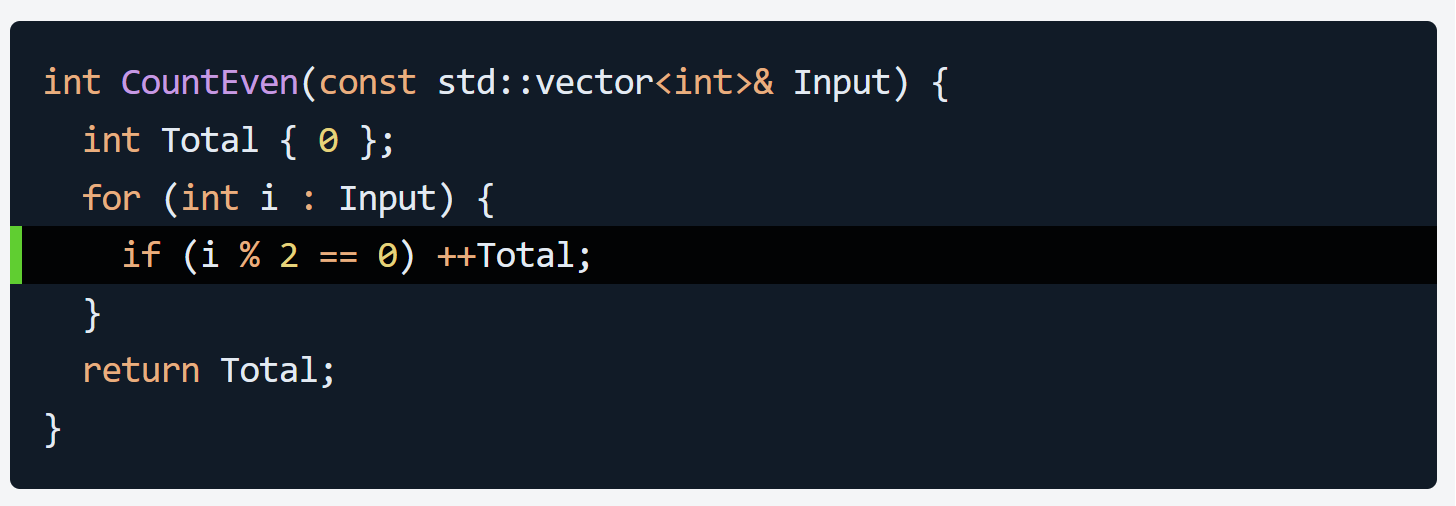 int CountEven(const std::vector<int>& Input) {
  int Total { 0 };
  for (int i : Input) {
    if (i % 2 == 0) ++Total;
  }
  return Total;
}